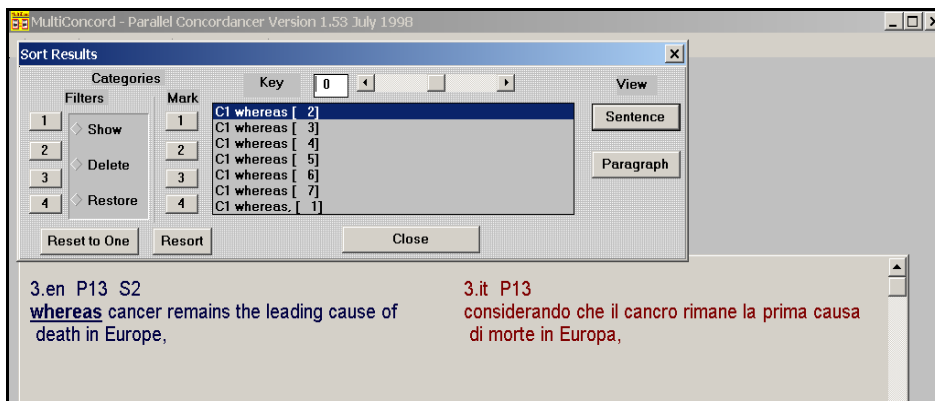 MultiConcord - Parallel Concordancer Version 1.53 July 1998
Sort Results
Categories
Filters
Mark
Key
0
View
1
2
3
4
Show
Delete
Restore
1
2
3
4
C1 whereas [ 2]
C1 whereas [ 3]
C1 whereas [ 4]
C1 whereas [ 5]
C1 whereas [ 6]
C1 whereas [ 7]
C1 whereas, [ 1]
Sentence
Paragraph
Reset to One
Resort
Close
3.en P13 S2
whereas cancer remains the leading cause of
death in Europe,
3.it P13
considerando che il cancro rimane la prima causa
di morte in Europa,